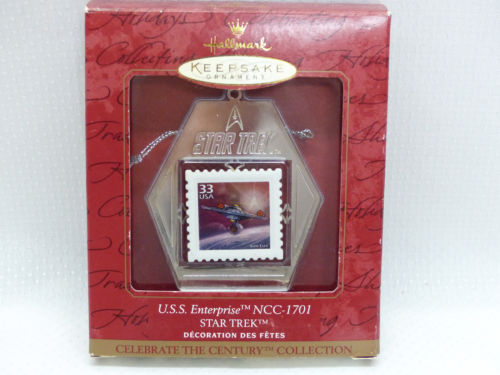 Hallmark
KEEPSAKE
ORNAMENT
STAR TREK
33
USA
U.S.S. Enterprise™ NCC-1701
STAR TREK™
DÉCORATION DES FÊTES
CELEBRATE THE CENTURY™ COLLECTION